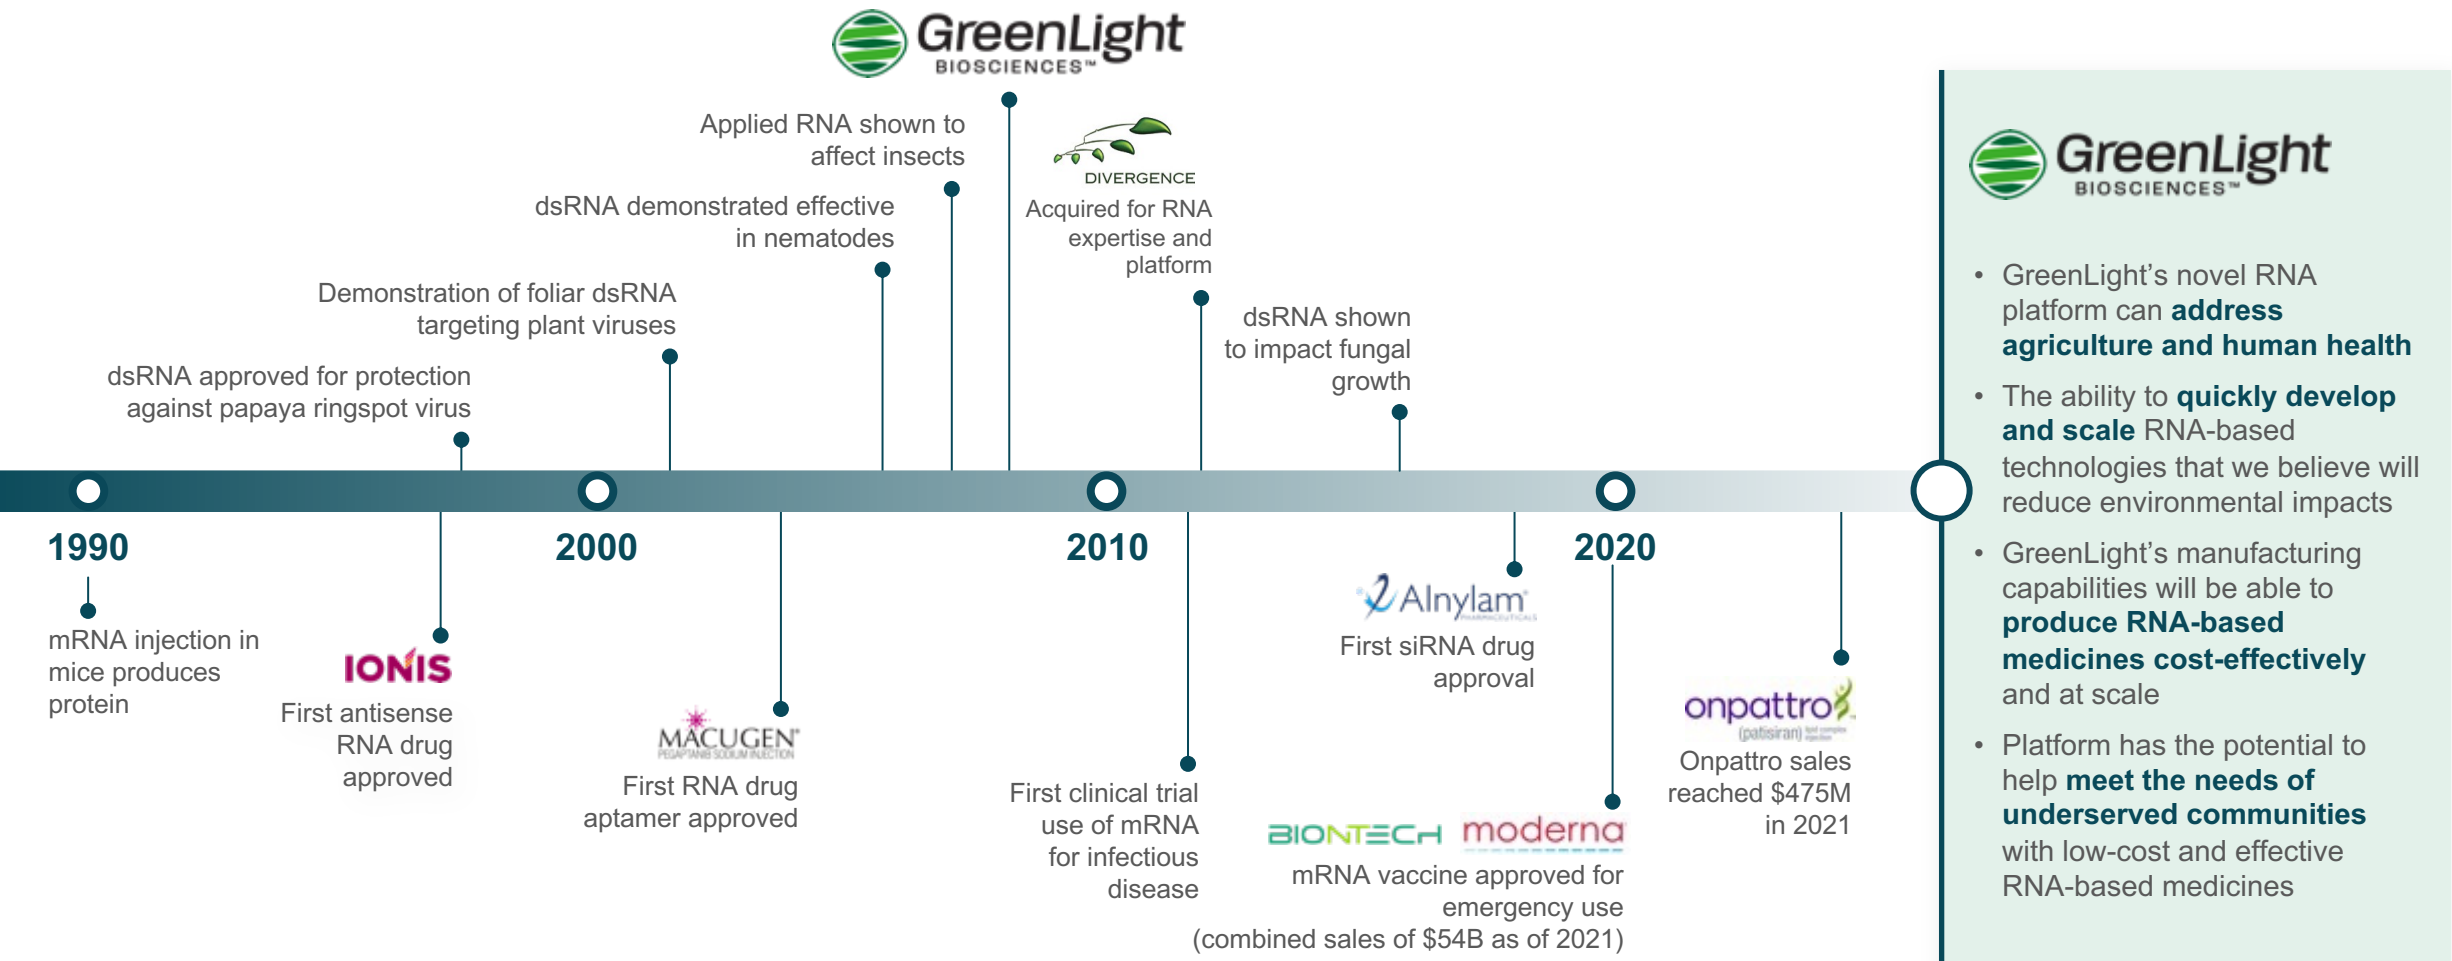 GreenLight
BIOSCIENCES™
Applied RNA shown to
affect insects
dsRNA demonstrated effective
in nematodes
DIVERGENCE
Acquired for RNA
expertise and
platform
Demonstration of foliar dsRNA
targeting plant viruses
dsRNA shown
to impact fungal
growth
dsRNA approved for protection
against papaya ringspot virus
1990
2000
2010
2020
mRNA injection in
mice produces
protein
IONIS
First antisense
RNA drug
approved
MACUGEN®
PEGAPTANIB SODIUM INJECTION
First RNA drug
aptamer approved
First clinical trial
use of mRNA
for infectious
disease
Alnylam
PHARMACEUTICALS
First siRNA drug
approval
BIONTECH
moderna
mRNA vaccine approved for
emergency use
(combined sales of $54B as of 2021)
onpattro
(patisiran) lipid complex
injection
Onpattro sales
reached $475M
in 2021
GreenLight
BIOSCIENCES™
• GreenLight’s novel RNA
platform can address
agriculture and human health
• The ability to quickly develop
and scale RNA-based
technologies that we believe will
reduce environmental impacts
• GreenLight’s manufacturing
capabilities will be able to
produce RNA-based
medicines cost-effectively
and at scale
• Platform has the potential to
help meet the needs of
underserved communities
with low-cost and effective
RNA-based medicines